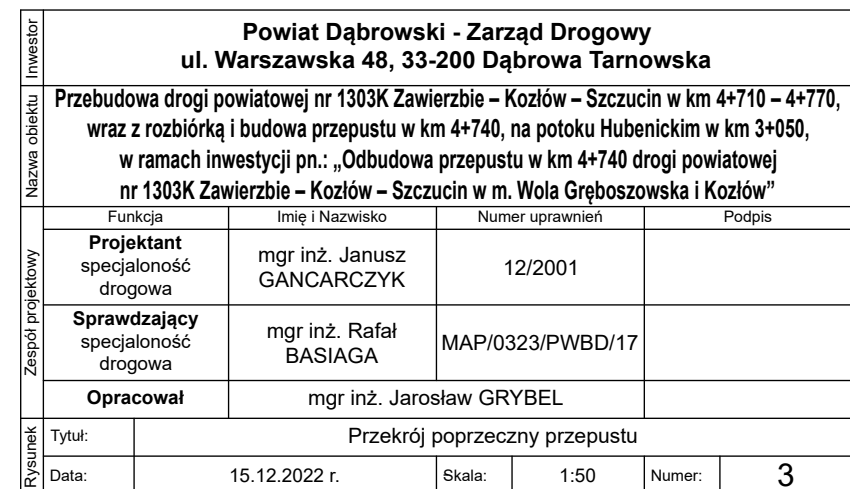 Inwestor
Powiat Dąbrowski - Zarząd Drogowy
ul. Warszawska 48, 33-200 Dąbrowa Tarnowska
Nazwa obiektu
Przebudowa drogi powiatowej nr 1303K Zawierzbie – Kozłów – Szczucin w km 4+710 – 4+770,
wraz z rozbiórką i budowa przepustu w km 4+740, na potoku Hubenickim w km 3+050,
w ramach inwestycji pn.: „Odbudowa przepustu w km 4+740 drogi powiatowej
nr 1303K Zawierzbie – Kozłów – Szczucin w m. Wola Gręboszowska i Kozłów”
Zespół projektowy
Funkcja Imię i Nazwisko Numer uprawnień Podpis
Projektant
specjaloność
drogowa
mgr inż. Janusz
GANCARCZYK
12/2001
Sprawdzający
specjaloność
drogowa
mgr inż. Rafał
BASIAGA
MAP/0323/PWBD/17
Opracował mgr inż. Jarosław GRYBEL
Rysunek
Tytuł: Przekrój poprzeczny przepustu
Data: 15.12.2022 r. Skala: 1:50 Numer: 3